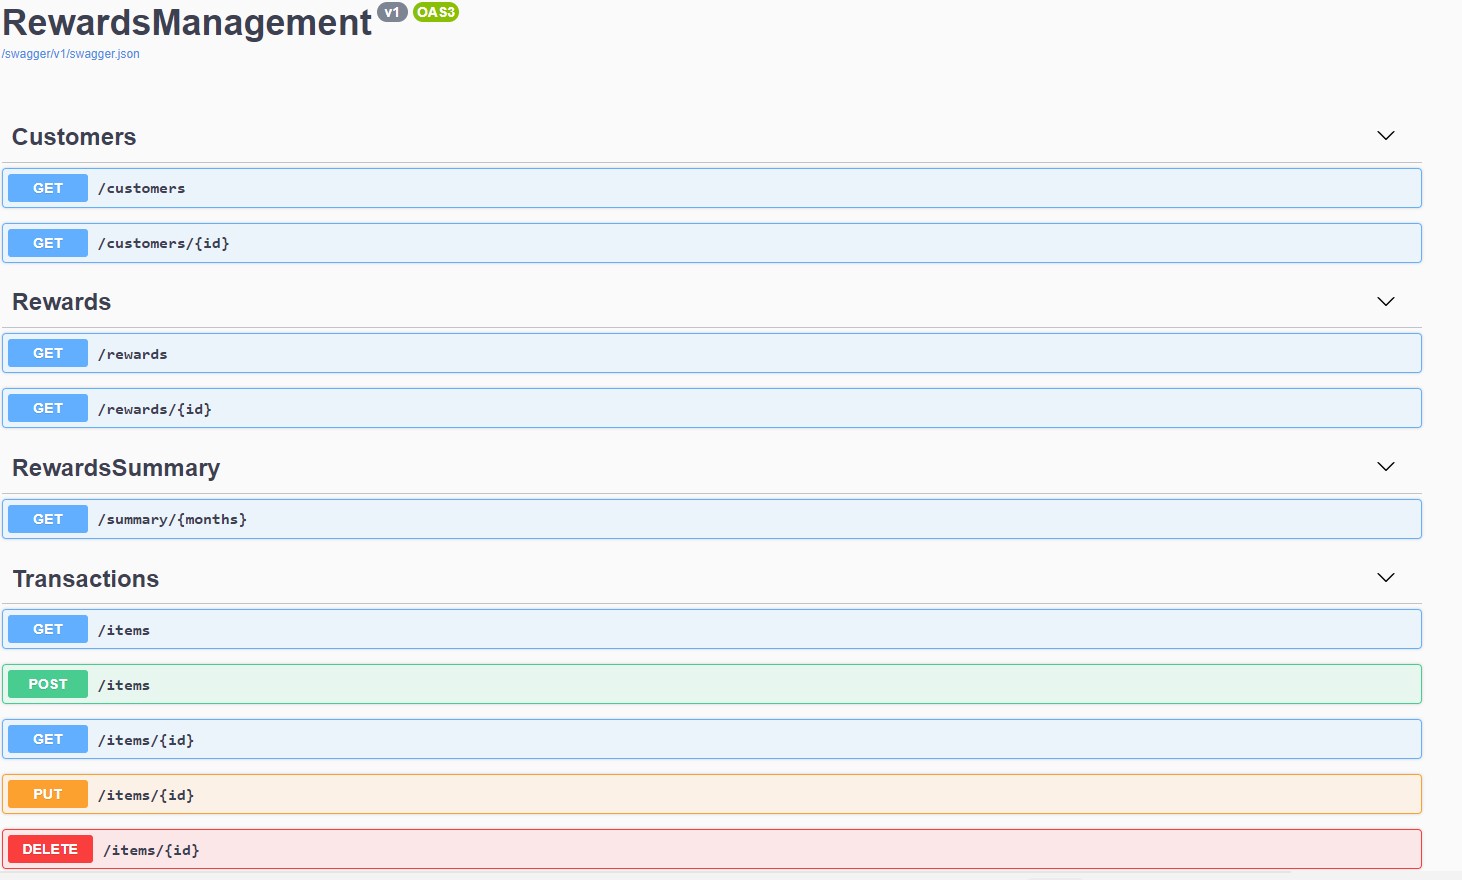 RewardsManagement v1 OAS3
/swagger/v1/swagger.json
Customers
GET /customers
GET /customers/{id}
Rewards
GET /rewards
GET /rewards/{id}
RewardsSummary
GET /summary/{months}
Transactions
GET /items
POST /items
GET /items/{id}
PUT /items/{id}
DELETE /items/{id}